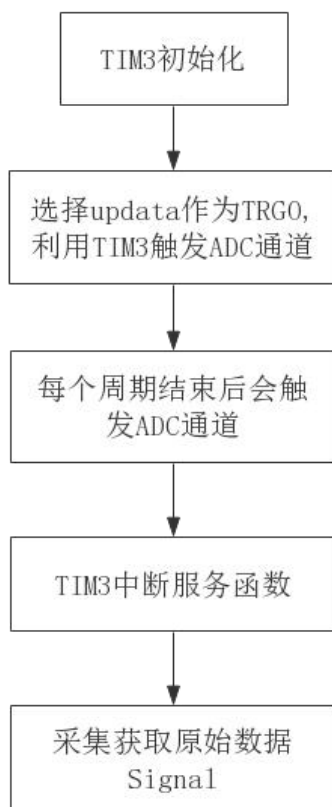 TIM3初始化
选择updata作为TRGO,
利用TIM3触发ADC通道
每个周期结束后会触
发ADC通道
TIM3中断服务函数
采集获取原始数据
Signal